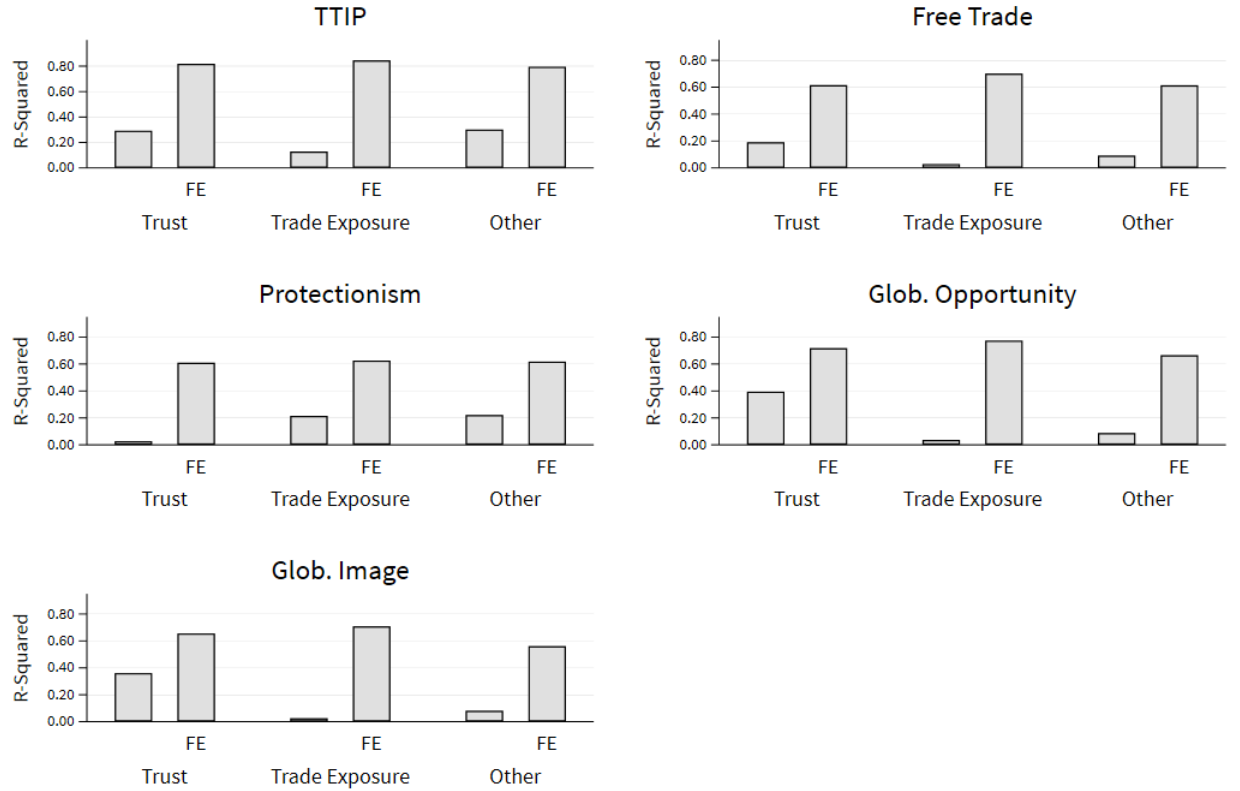 TTIP
R-Squared
0.80
0.60
0.40
0.20
0.00
FE FE FE
Trust Trade Exposure Other
Free Trade
R-Squared
0.80
0.60
0.40
0.20
0.00
FE FE FE
Trust Trade Exposure Other
Protectionism
R-Squared
0.80
0.60
0.40
0.20
0.00
FE FE FE
Trust Trade Exposure Other
Glob. Opportunity
R-Squared
0.80
0.60
0.40
0.20
0.00
FE FE FE
Trust Trade Exposure Other
Glob. Image
R-Squared
0.80
0.60
0.40
0.20
0.00
FE FE FE
Trust Trade Exposure Other